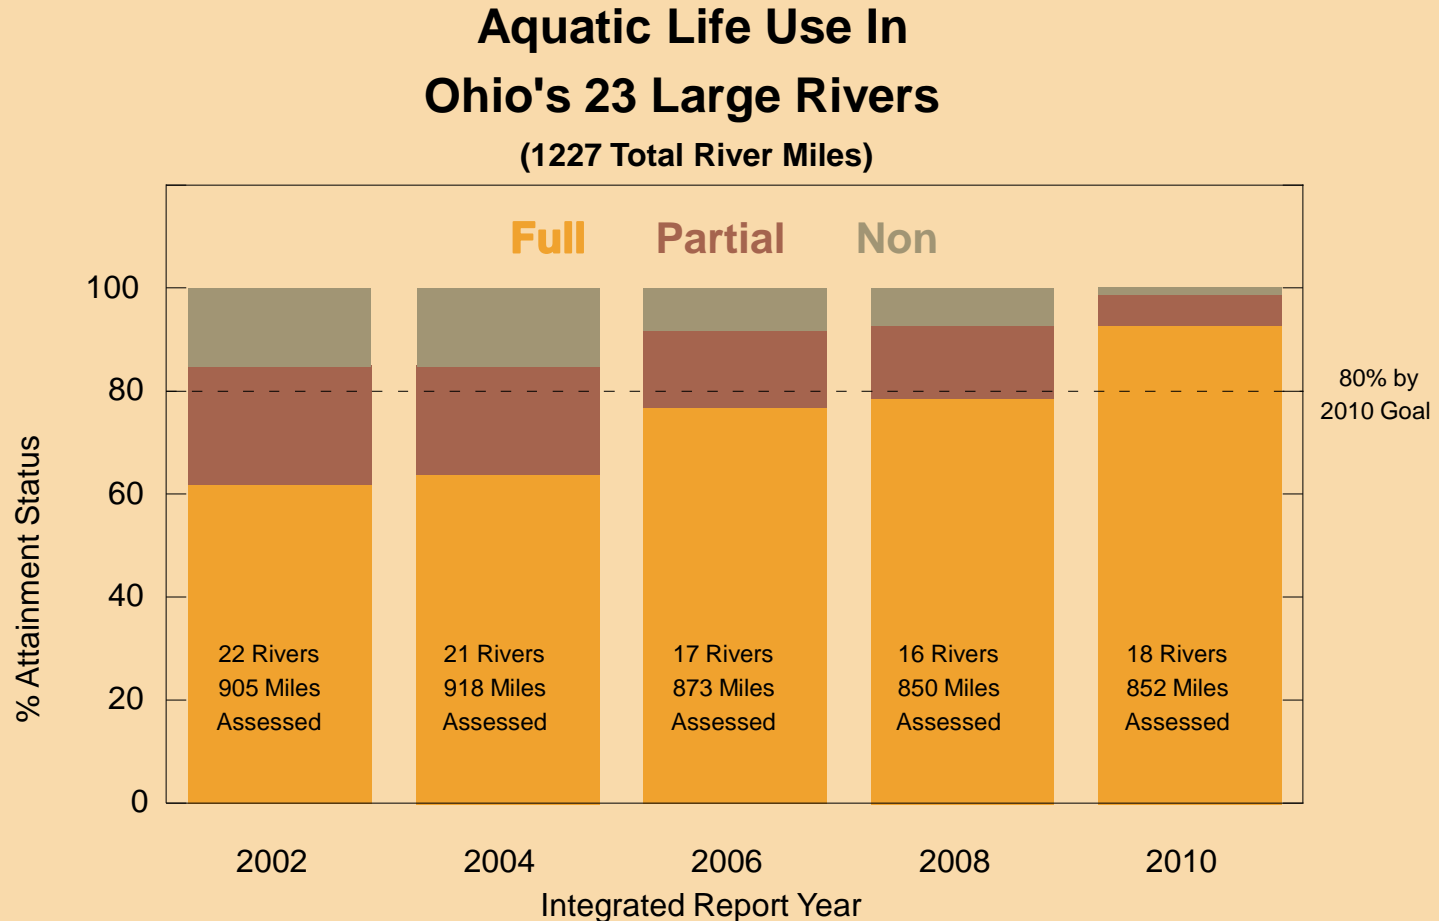 Aquatic Life Use In
Ohio's 23 Large Rivers
(1227 Total River Miles)
Full Partial Non
100
80
60
40
20
0
% Attainment Status
80% by
2010 Goal
22 Rivers
905 Miles
Assessed
21 Rivers
918 Miles
Assessed
17 Rivers
873 Miles
Assessed
16 Rivers
850 Miles
Assessed
18 Rivers
852 Miles
Assessed
2002 2004 2006 2008 2010
Integrated Report Year